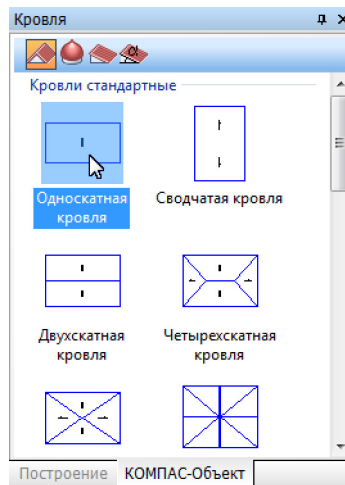 Кровля
Кровли стандартные
Односкатная
кровля
Сводчатая кровля
Двухскатная
кровля
Четырехскатная
кровля
Построение КОМПАС-Объект